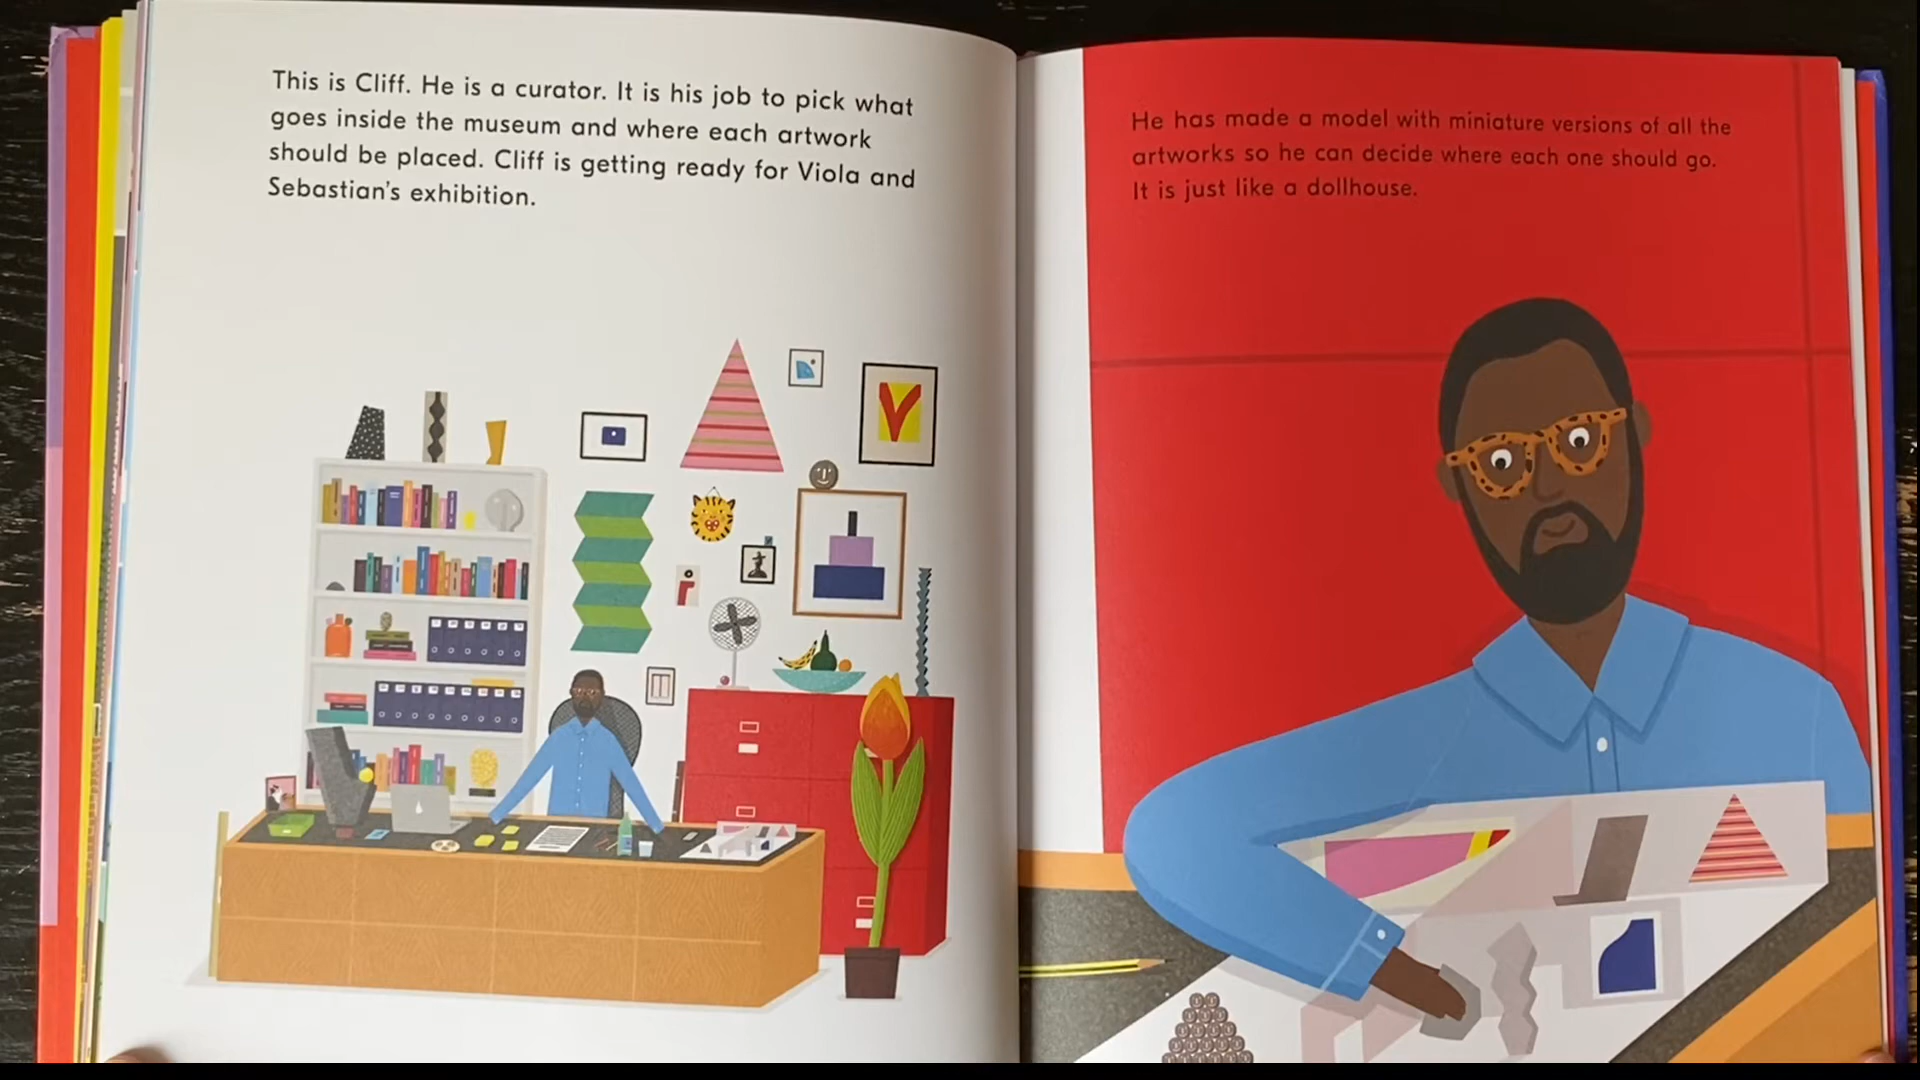 This is Cliff. He is a curator. It is his job to pick what
goes inside the museum and where each artwork
should be placed. Cliff is getting ready for Viola and
Sebastian's exhibition.
V
He has made a model with miniature versions of all the
artworks so he can decide where each one should go.
It is just like a dollhouse.